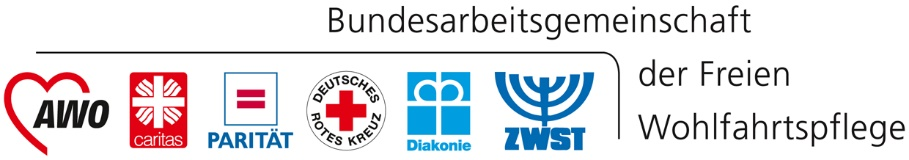 Bundesarbeitsgemeinschaft
der Freien
Wohlfahrtspflege
AWO
caritas
PARITÄT
DEUTSCHES
ROTES KREUZ
Diakonie
ZWST